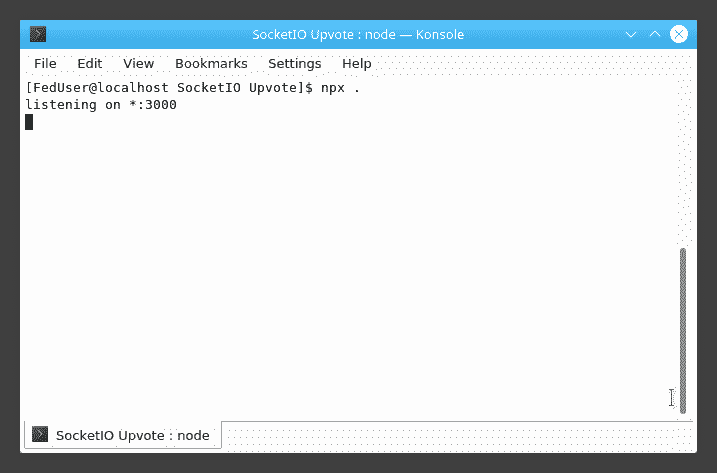 SocketIO Upvote : node — Konsole
File Edit View Bookmarks Settings Help
[FedUser@localhost SocketIO Upvote]$ npx .
listening on *:3000
SocketIO Upvote : node